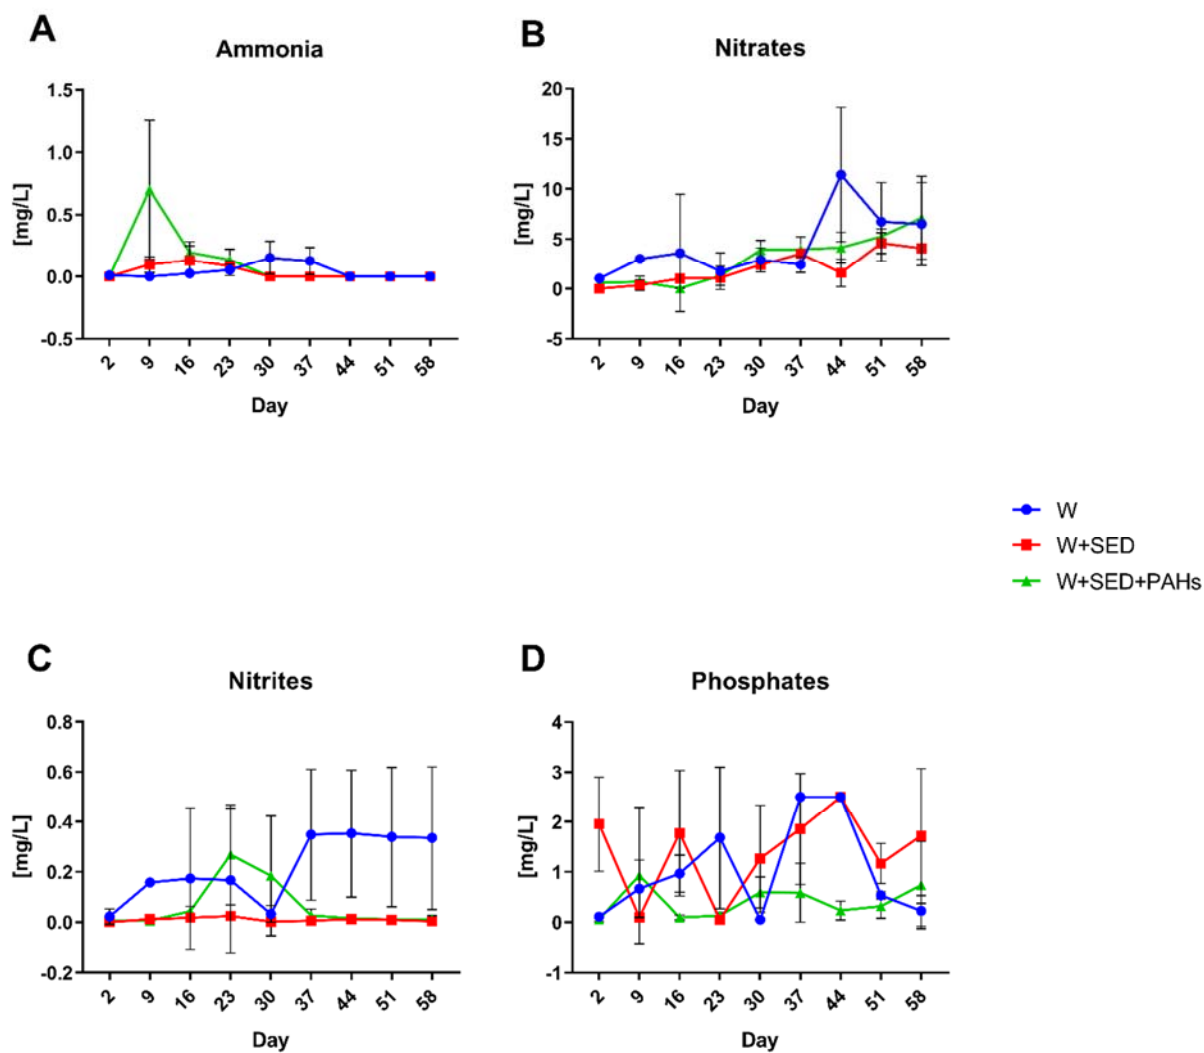 A
Ammonia
1.5
1.0
0.5
0.0
-0.5
[mg/L]
2 9 16 23 30 37 44 51 58
Day
B
Nitrates
20
15
10
5
0
-5
[mg/L]
2 9 16 23 30 37 44 51 58
Day
W
W+SED
W+SED+PAHs
C
Nitrites
0.8
0.6
0.4
0.2
0.0
-0.2
[mg/L]
2 9 16 23 30 37 44 51 58
Day
D
Phosphates
4
3
2
1
0
-1
[mg/L]
2 9 16 23 30 37 44 51 58
Day